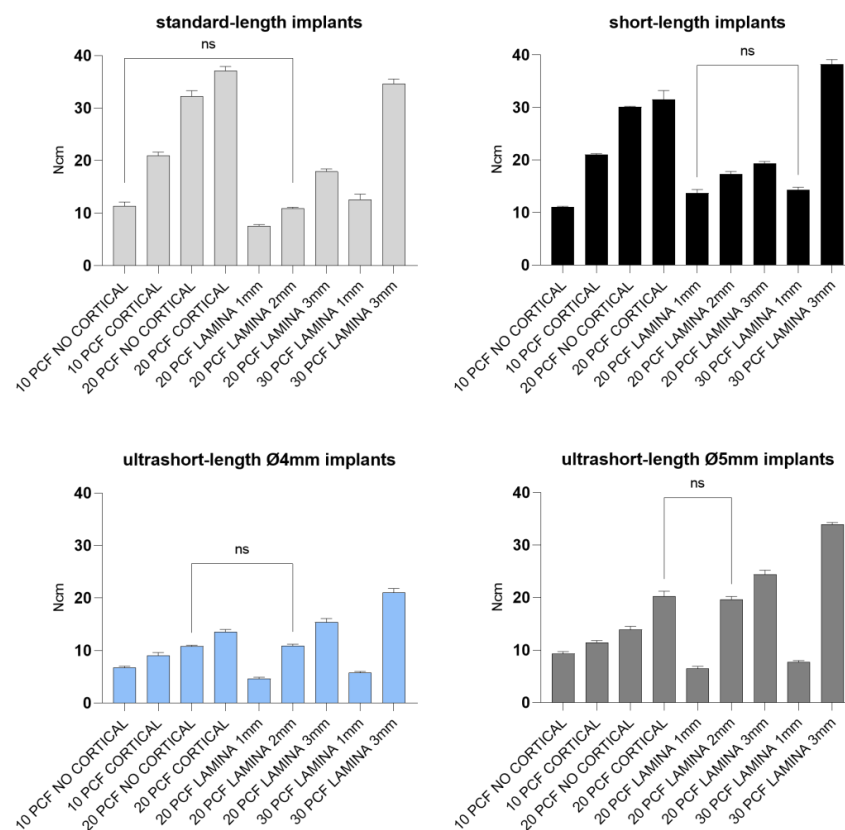 standard-length implants
ns
40
30
20
10
0
Ncm
10 PCF NO CORTICAL
10 PCF CORTICAL
20 PCF NO CORTICAL
20 PCF CORTICAL
20 PCF LAMINA 1mm
20 PCF LAMINA 2mm
20 PCF LAMINA 3mm
30 PCF LAMINA 1mm
30 PCF LAMINA 3mm
short-length implants
ns
40
30
20
10
0
Ncm
10 PCF NO CORTICAL
10 PCF CORTICAL
20 PCF NO CORTICAL
20 PCF CORTICAL
20 PCF LAMINA 1mm
20 PCF LAMINA 2mm
20 PCF LAMINA 3mm
30 PCF LAMINA 1mm
30 PCF LAMINA 3mm
ultrashort-length Ø4mm implants
ns
40
30
20
10
0
Ncm
10 PCF NO CORTICAL
10 PCF CORTICAL
20 PCF NO CORTICAL
20 PCF CORTICAL
20 PCF LAMINA 1mm
20 PCF LAMINA 2mm
20 PCF LAMINA 3mm
30 PCF LAMINA 1mm
30 PCF LAMINA 3mm
ultrashort-length Ø5mm implants
ns
40
30
20
10
0
Ncm
10 PCF NO CORTICAL
10 PCF CORTICAL
20 PCF NO CORTICAL
20 PCF CORTICAL
20 PCF LAMINA 1mm
20 PCF LAMINA 2mm
20 PCF LAMINA 3mm
30 PCF LAMINA 1mm
30 PCF LAMINA 3mm